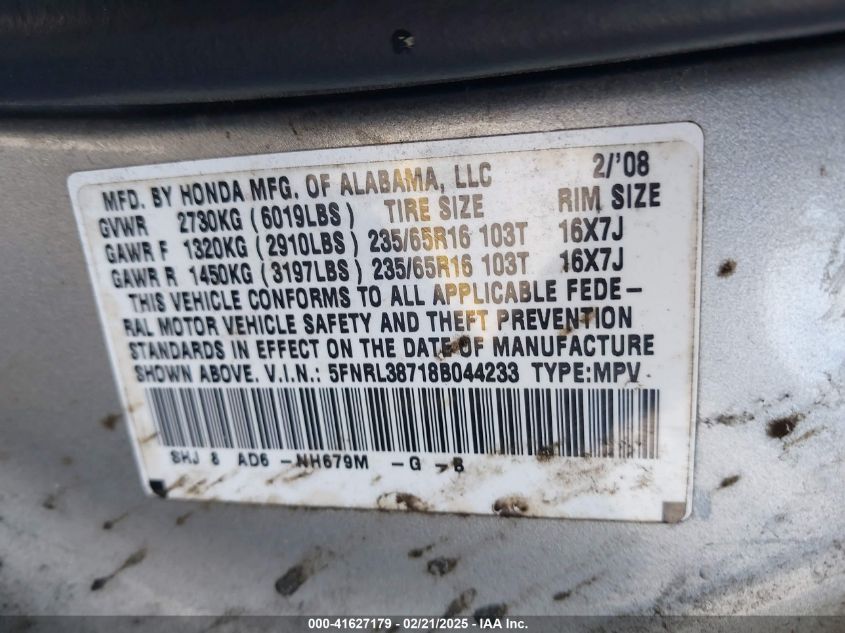 MFD. BY HONDA MFG. OF ALABAMA, LLC 2/'08
GVWR 2730KG (6019LBS) TIRE SIZE RIM SIZE
GAWR F 1320KG (2910LBS) 235/65R16 103T 16X7J
GAWR R 1450KG (3197LBS) 235/65R16 103T 16X7J
THIS VEHICLE CONFORMS TO ALL APPLICABLE FEDE-
RAL MOTOR VEHICLE SAFETY AND THEFT PREVENTION
STANDARDS IN EFFECT ON THE DATE OF MANUFACTURE
SHOWN ABOVE. V.I.N.: 5FNRL38718B044233 TYPE:MPV
SHJ 8 AD6 -NH679M -G -B
000-41627179 - 02/21/2025 - IAA Inc.